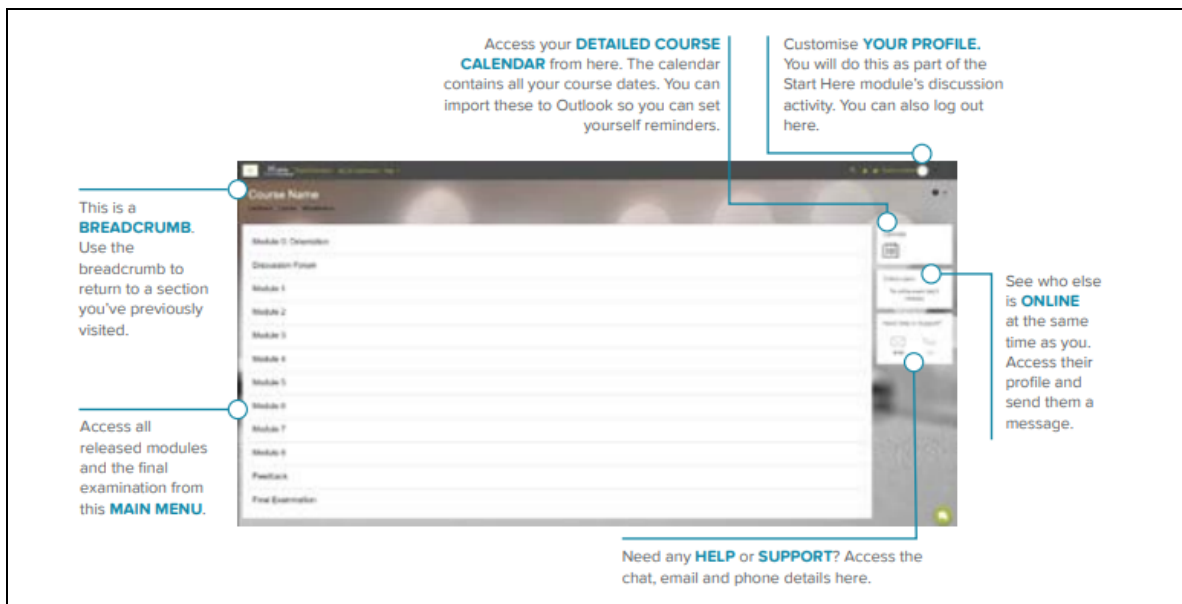 Access your DETAILED COURSE
CALENDAR from here. The calendar
contains all your course dates. You can
import these to Outlook so you can set
yourself reminders.
Customise YOUR PROFILE.
You will do this as part of the
Start Here module's discussion
activity. You can also log out
here.
This is a
BREADCRUMB.
Use the
breadcrumb to
return to a section
you've previously
visited.
Course Name
Module 0: Orientation
Discussion Forum
Module 1
Module 2
Module 3
Module 4
Module 5
Module 6
Module 7
Module 8
Feedback
Final Examination
Calendar
Need Help or Support?
See who else
is ONLINE
at the same
time as you.
Access their
profile and
send them a
message.
Access all
released modules
and the final
examination from
this MAIN MENU.
Need any HELP or SUPPORT? Access the
chat, email and phone details here.